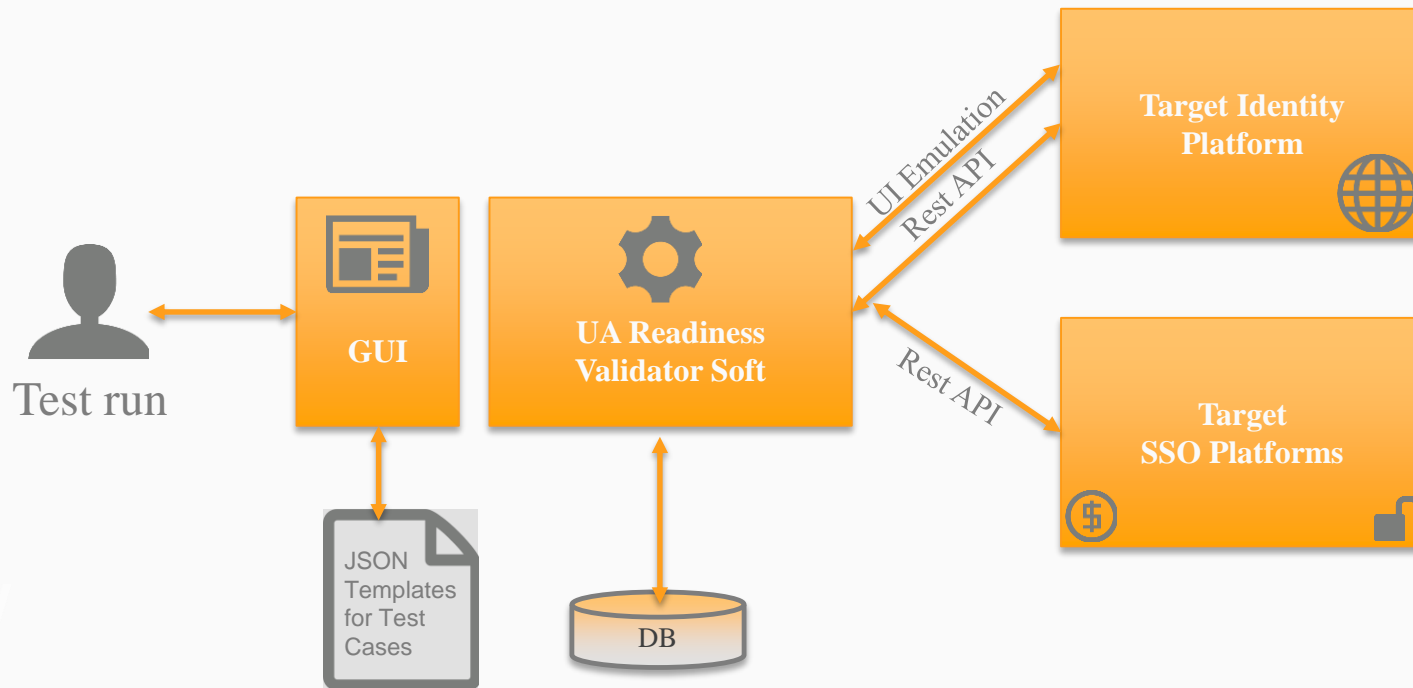 Test run
GUI
JSON
Templates
for Test
Cases
UA Readiness
Validator Soft
DB
UI Emulation
Rest API
Rest API
Target Identity
Platform
Target
SSO Platforms
$